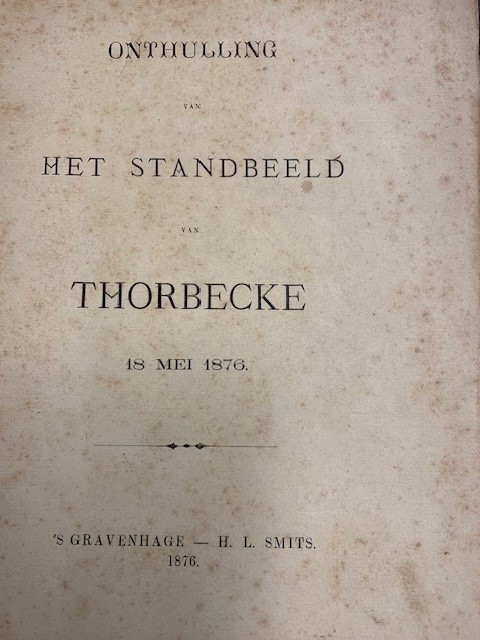 ONTHULLING
VAN
HET STANDBEELD
VAN
THORBECKE
18 MEI 1876.
'S GRAVENHAGE — H. L. SMITS.
1876.